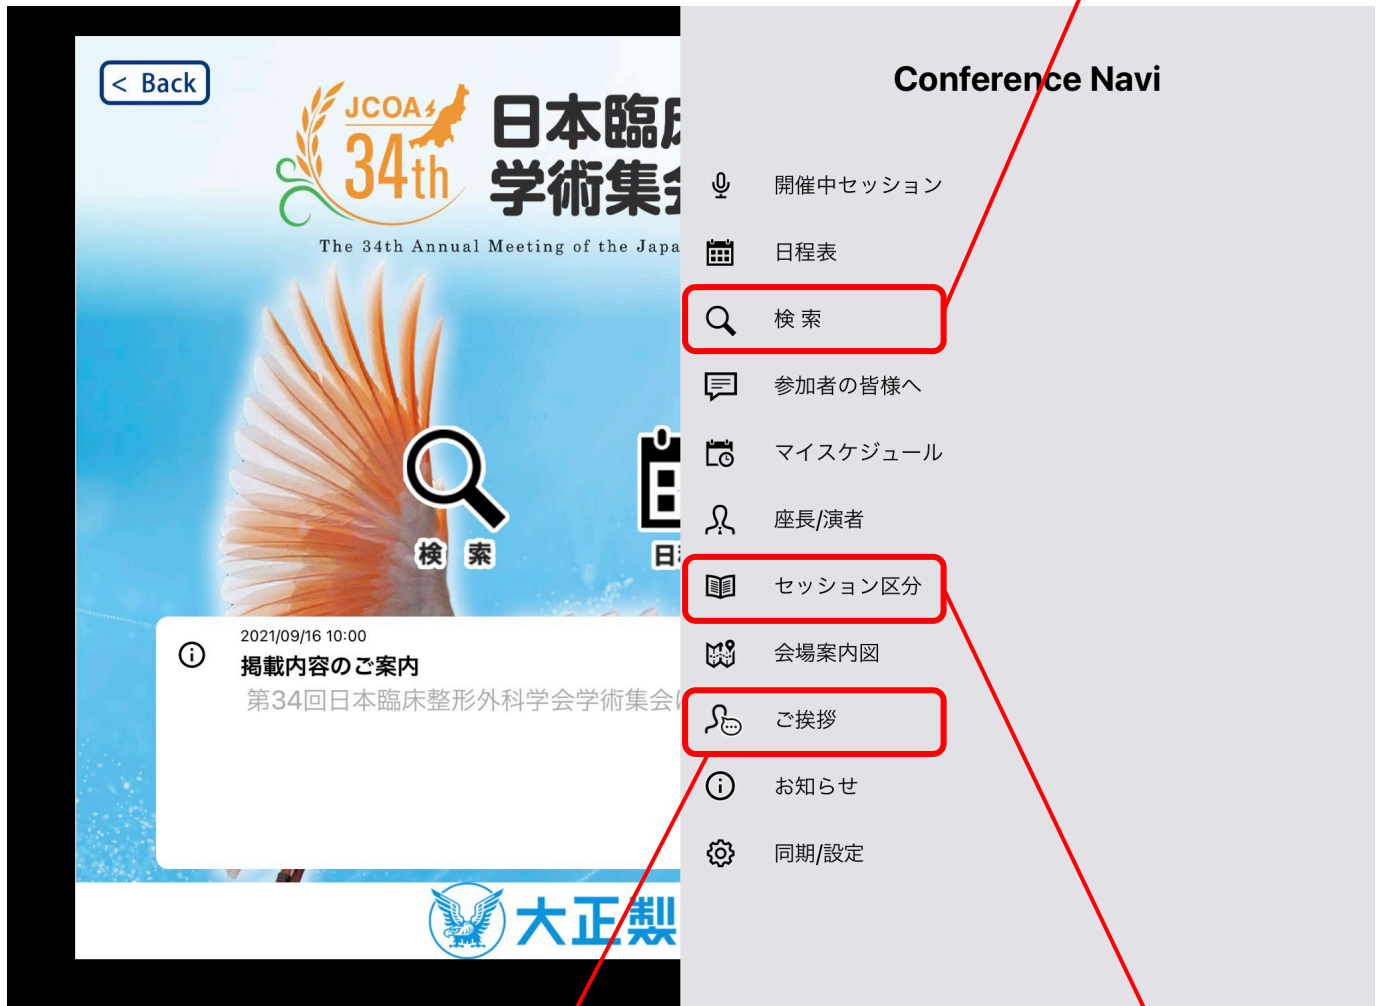 < Back
JCOA
34th
日本臨床
学術集会
The 34th Annual Meeting of the Japa
検 索
日
2021/09/16 10:00
掲載内容のご案内
第34回日本臨床整形外科学会学術集会に
大正製
Conference Navi
開催中セッション
日程表
検 索
参加者の皆様へ
マイスケジュール
座長/演者
セッション区分
会場案内図
ご挨拶
お知らせ
同期/設定